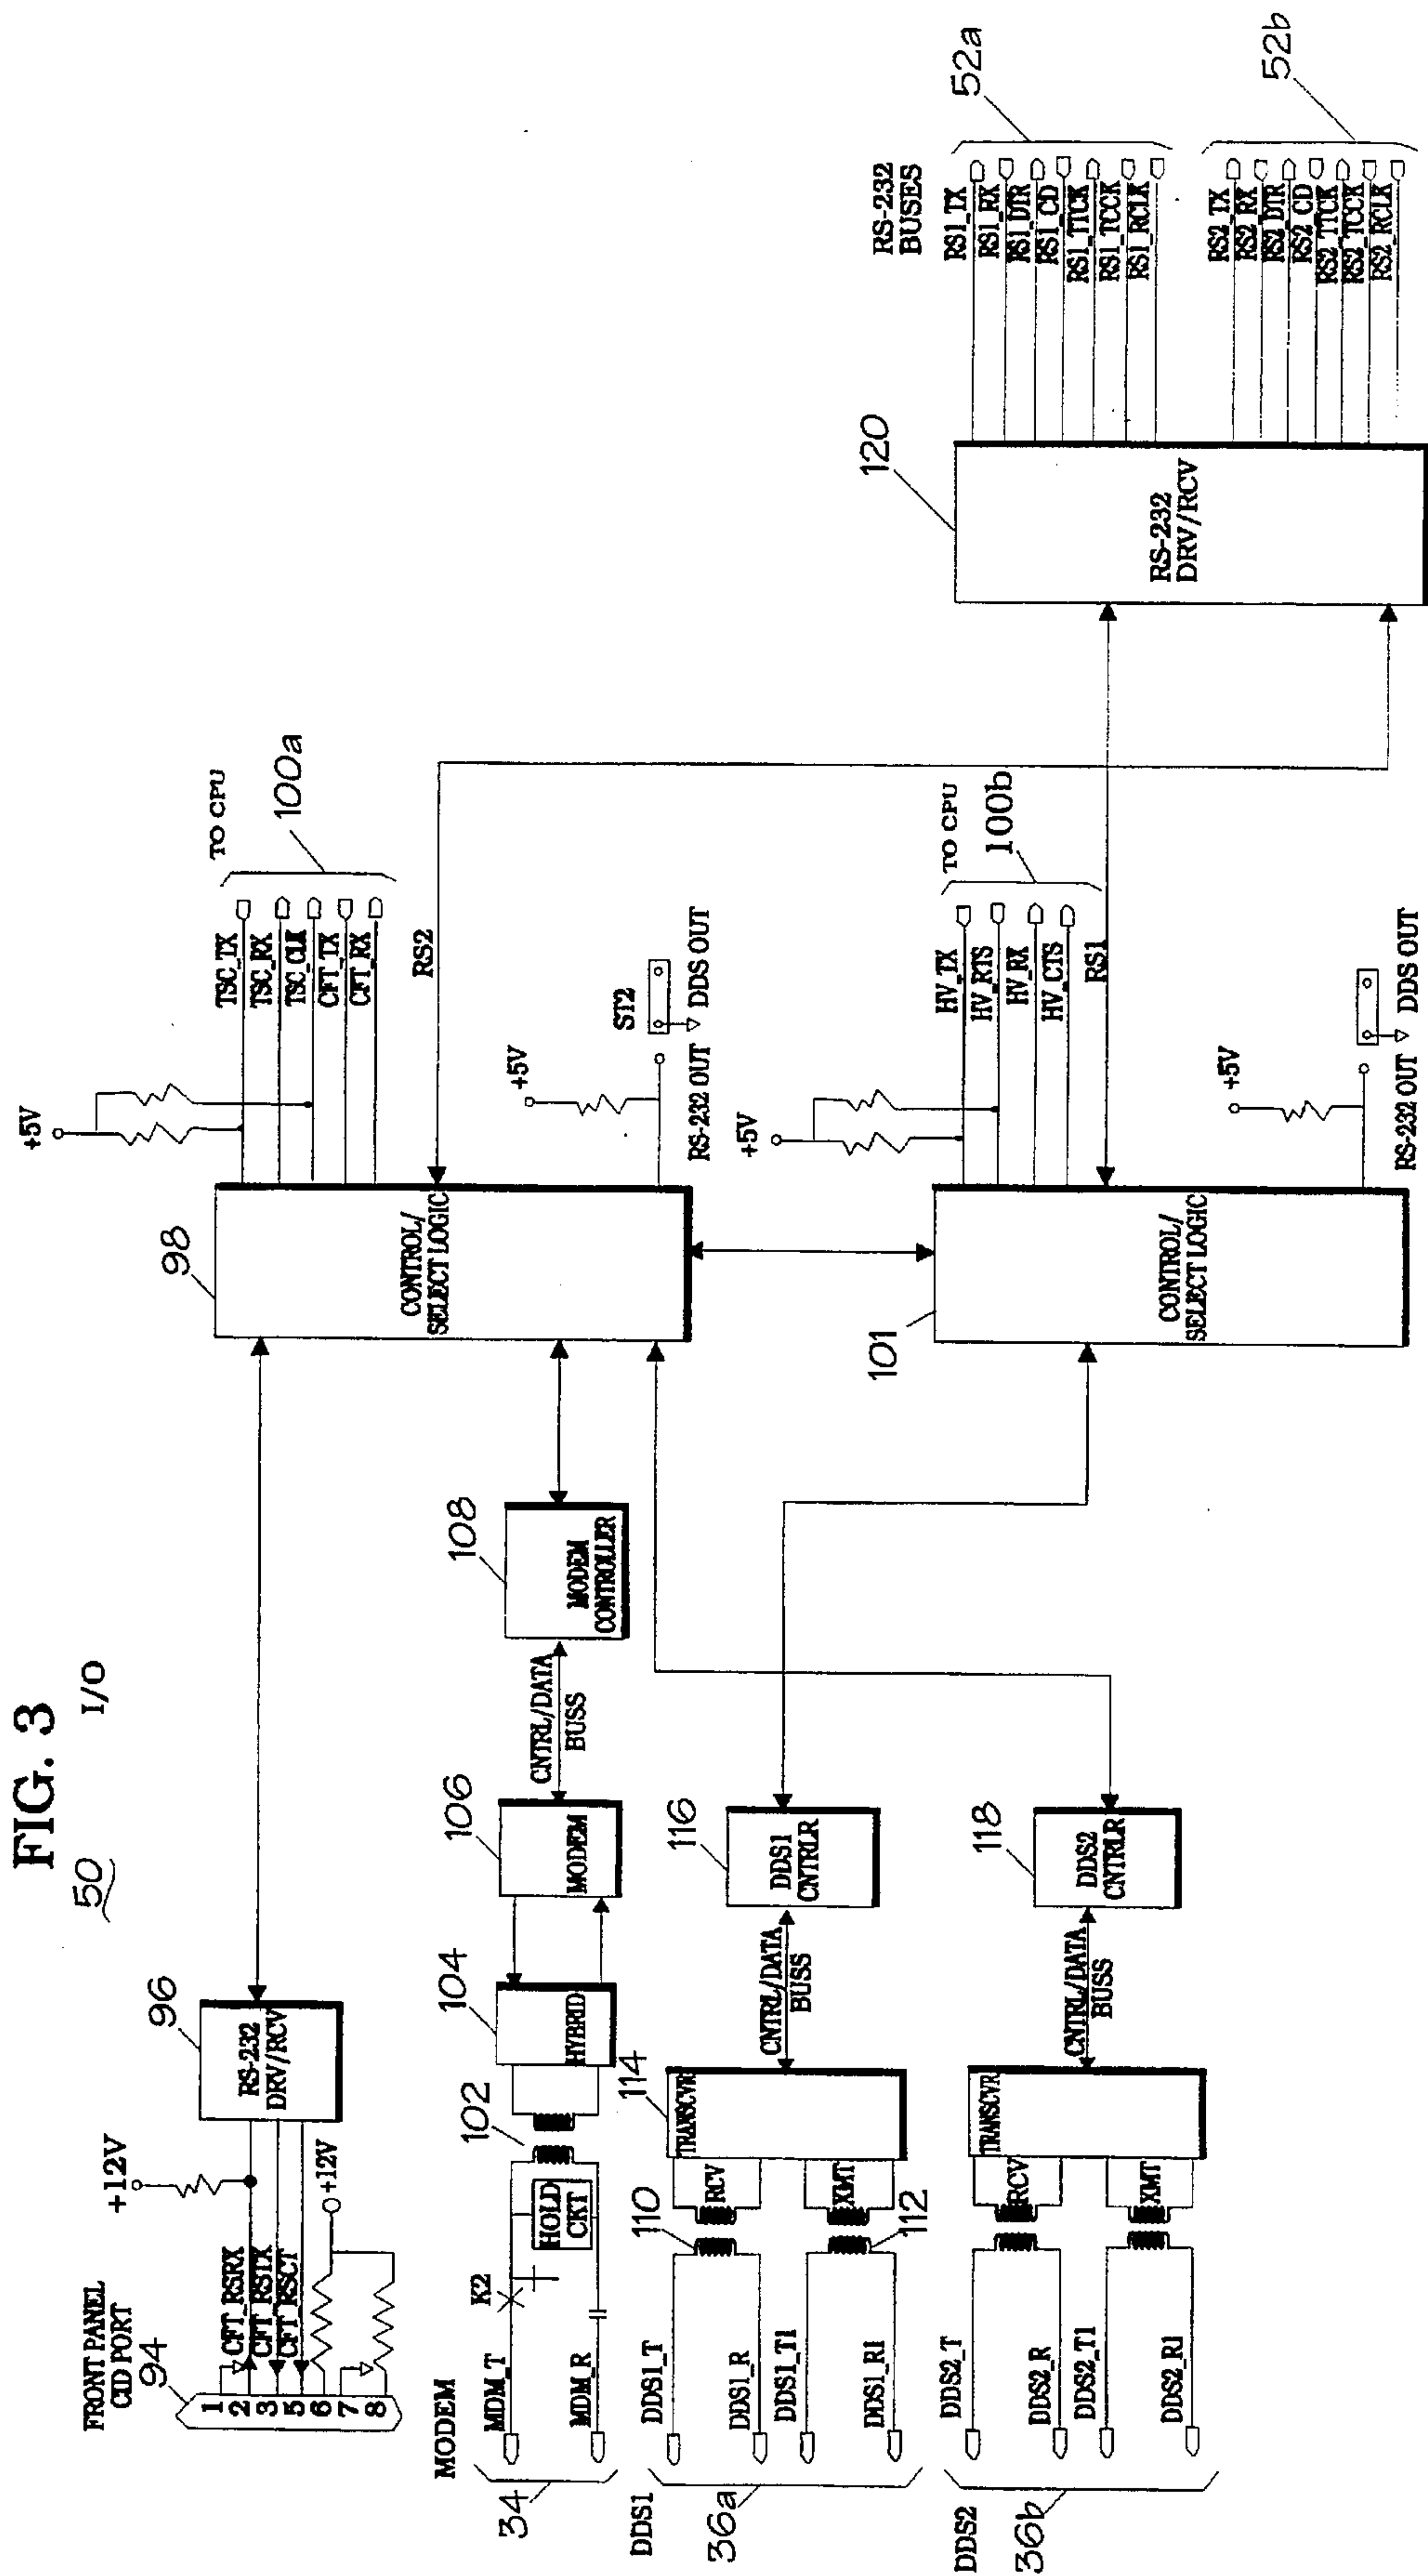 FIG. 3
50
I/O
FRONT PANEL
CID PORT
94
1
2
3
5
6
7
8
CFT_RSRX
CFT_RSTX
CFT_RSCT
+12V
+12V
96
RS-232
DRV/RCV
98
CONTROL/
SELECT LOGIC
+5V
TSC_TX
TSC_RX
TSC_CLK
CFT_TX
CFT_RX
TO CPU
100a
RS2
+5V
ST2
RS-232 OUT
DDS OUT
MODEM
34
MDM_T
MDM_R
K2
HOLD
CKT
102
104
HYBRID
106
MODEM
CNTRL/DATA
BUSS
108
MODEM
CONTROLLER
DDS1
36a
DDS1_T
DDS1_R
DDS1_T1
DDS1_R1
110
112
RCV
XMT
114
TRANSCVR
CNTRL/DATA
BUSS
116
DDS1
CNTRLR
101
CONTROL/
SELECT LOGIC
+5V
HV_TX
HV_RTS
HV_RX
HV_CTS
TO CPU
100b
RS1
+5V
RS-232 OUT
DDS OUT
DDS2
36b
DDS2_T
DDS2_R
DDS2_T1
DDS2_R1
RCV
XMT
TRANSCVR
CNTRL/DATA
BUSS
118
DDS2
CNTRLR
120
RS-232
DRV/RCV
RS-232
BUSES
RS1_TX
RS1_RX
RS1_DTR
RS1_CD
RS1_TTCK
RS1_TCCK
RS1_RCLK
52a
RS2_TX
RS2_RX
RS2_DTR
RS2_CD
RS2_TTCK
RS2_TCCK
RS2_RCLK
52b